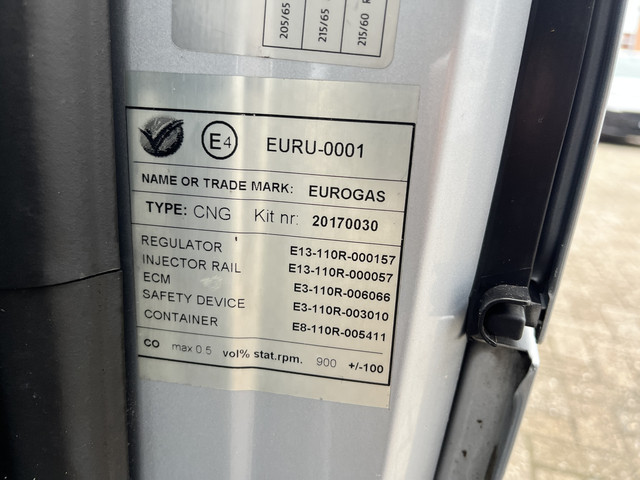 205/65
215/65
215/60 R
E4 EURU-0001
NAME OR TRADE MARK: EUROGAS
TYPE: CNG Kit nr: 20170030
REGULATOR E13-110R-000157
INJECTOR RAIL E13-110R-000057
ECM E3-110R-006066
SAFETY DEVICE E3-110R-003010
CONTAINER E8-110R-005411
CO max 0.5 vol% stat.rpm. 900 +/-100